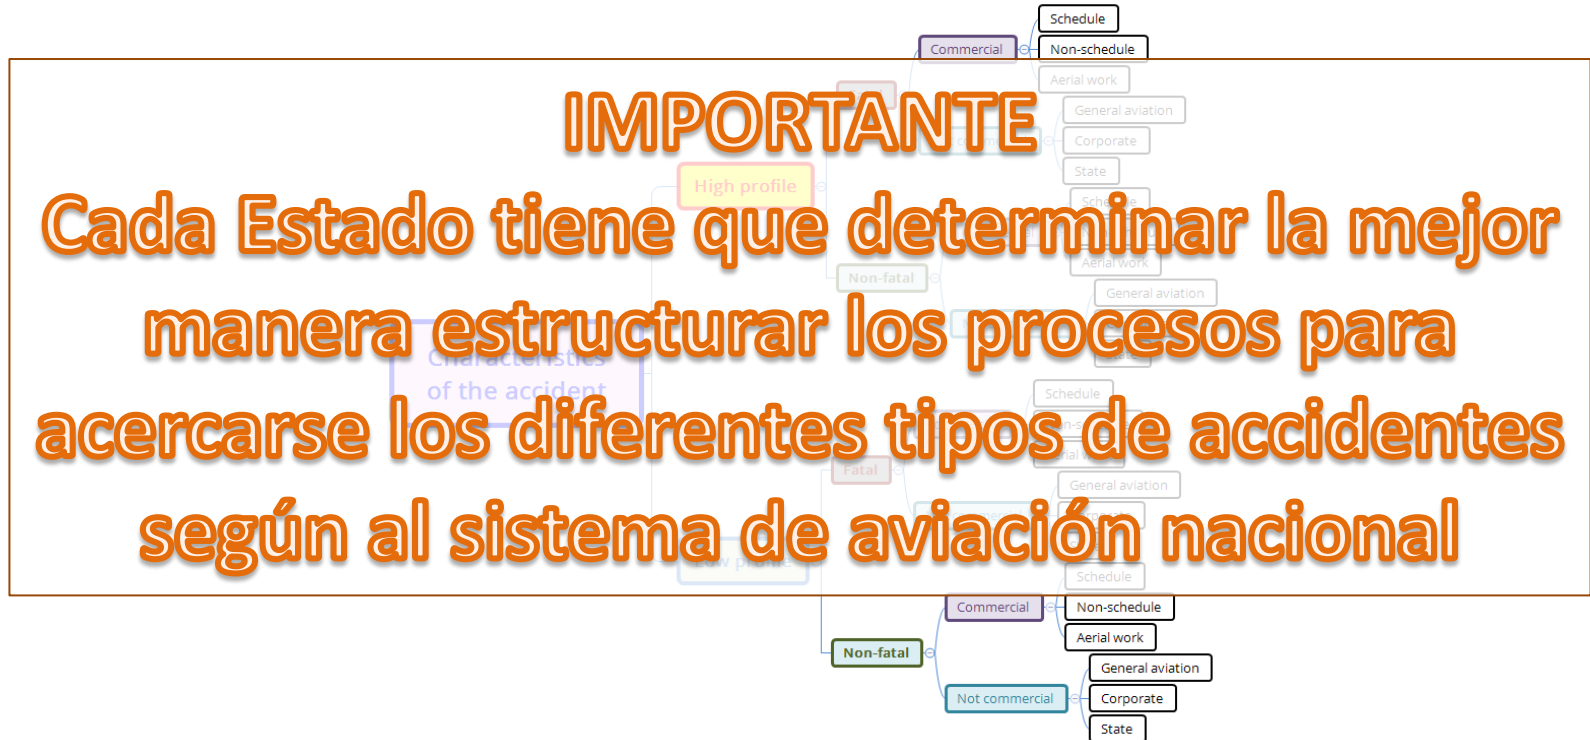 Schedule
Commercial
Non-schedule
Aerial work
IMPORTANTE
General aviation
Corporate
State
High profile
Cada Estado tiene que determinar la mejor
Aerial work
Non-fatal
General aviation
manera estructurar los procesos para
Characteristics
of the accident
Schedule
acercarse los diferentes tipos de accidentes
Fatal
General aviation
según al sistema de aviación nacional
Low profile
Schedule
Commercial
Non-schedule
Aerial work
Non-fatal
General aviation
Not commercial
Corporate
State